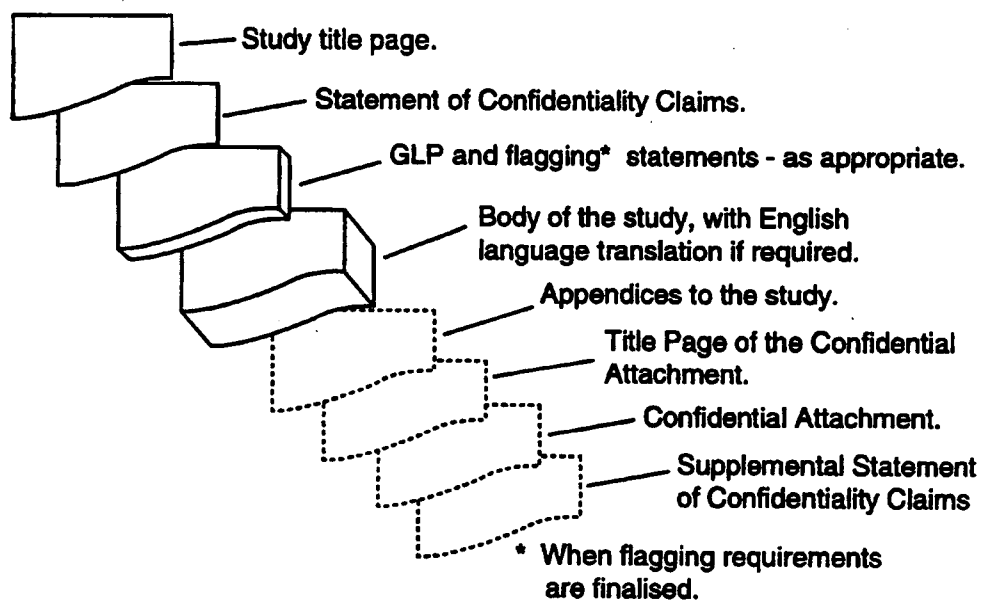 Study title page.
Statement of Confidentiality Claims.
GLP and flagging* statements - as appropriate.
Body of the study, with English
language translation if required.
Appendices to the study.
Title Page of the Confidential
Attachment.
Confidential Attachment.
Supplemental Statement
of Confidentiality Claims
* When flagging requirements
are finalised.